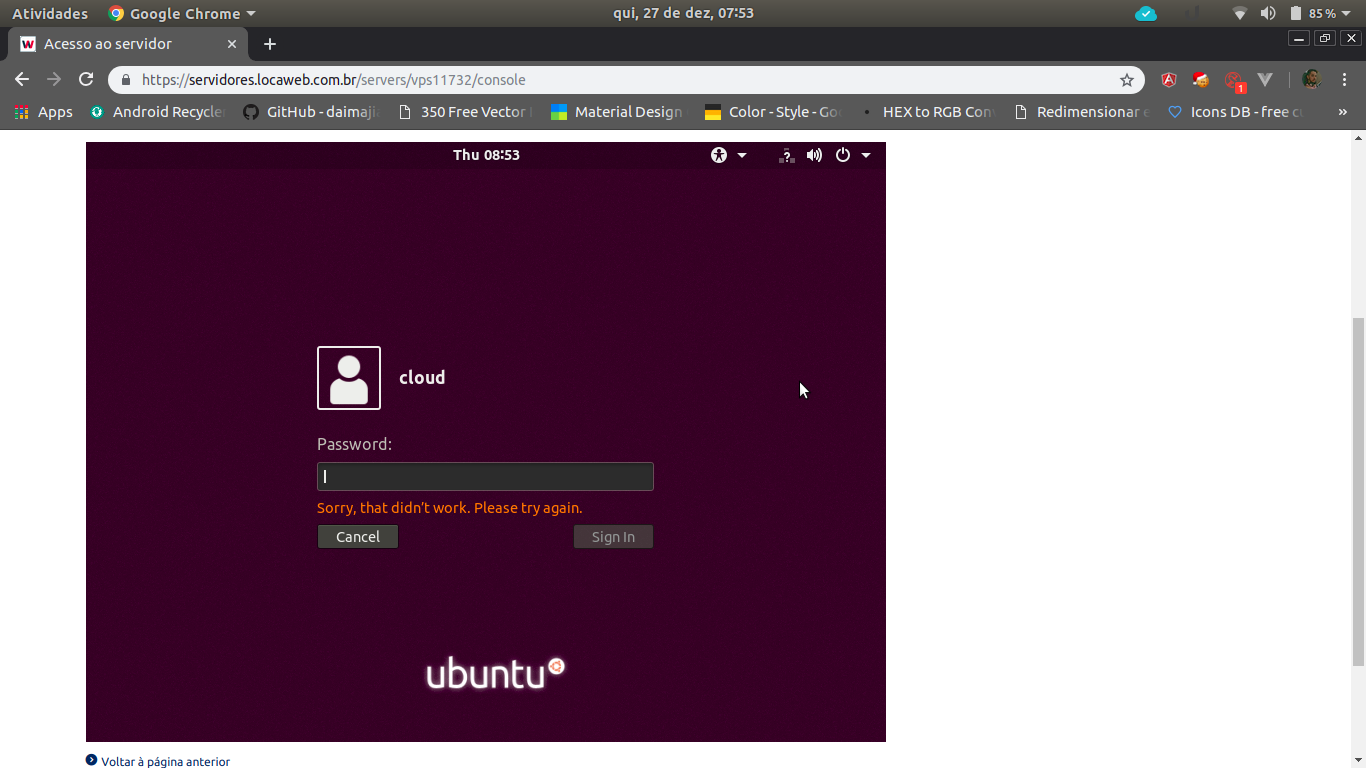 Atividades Google Chrome qui, 27 de dez, 07:53 85 %
Acesso ao servidor
https://servidores.locaweb.com.br/servers/vps11732/console 1
Apps Android Recycle GitHub - daimaji 350 Free Vector Material Design Color - Style - Goo HEX to RGB Con Redimensionar e Icons DB - free cu »
Thu 08:53
cloud
Password:
Sorry, that didn't work. Please try again.
Cancel Sign In
ubuntu
Voltar à página anterior